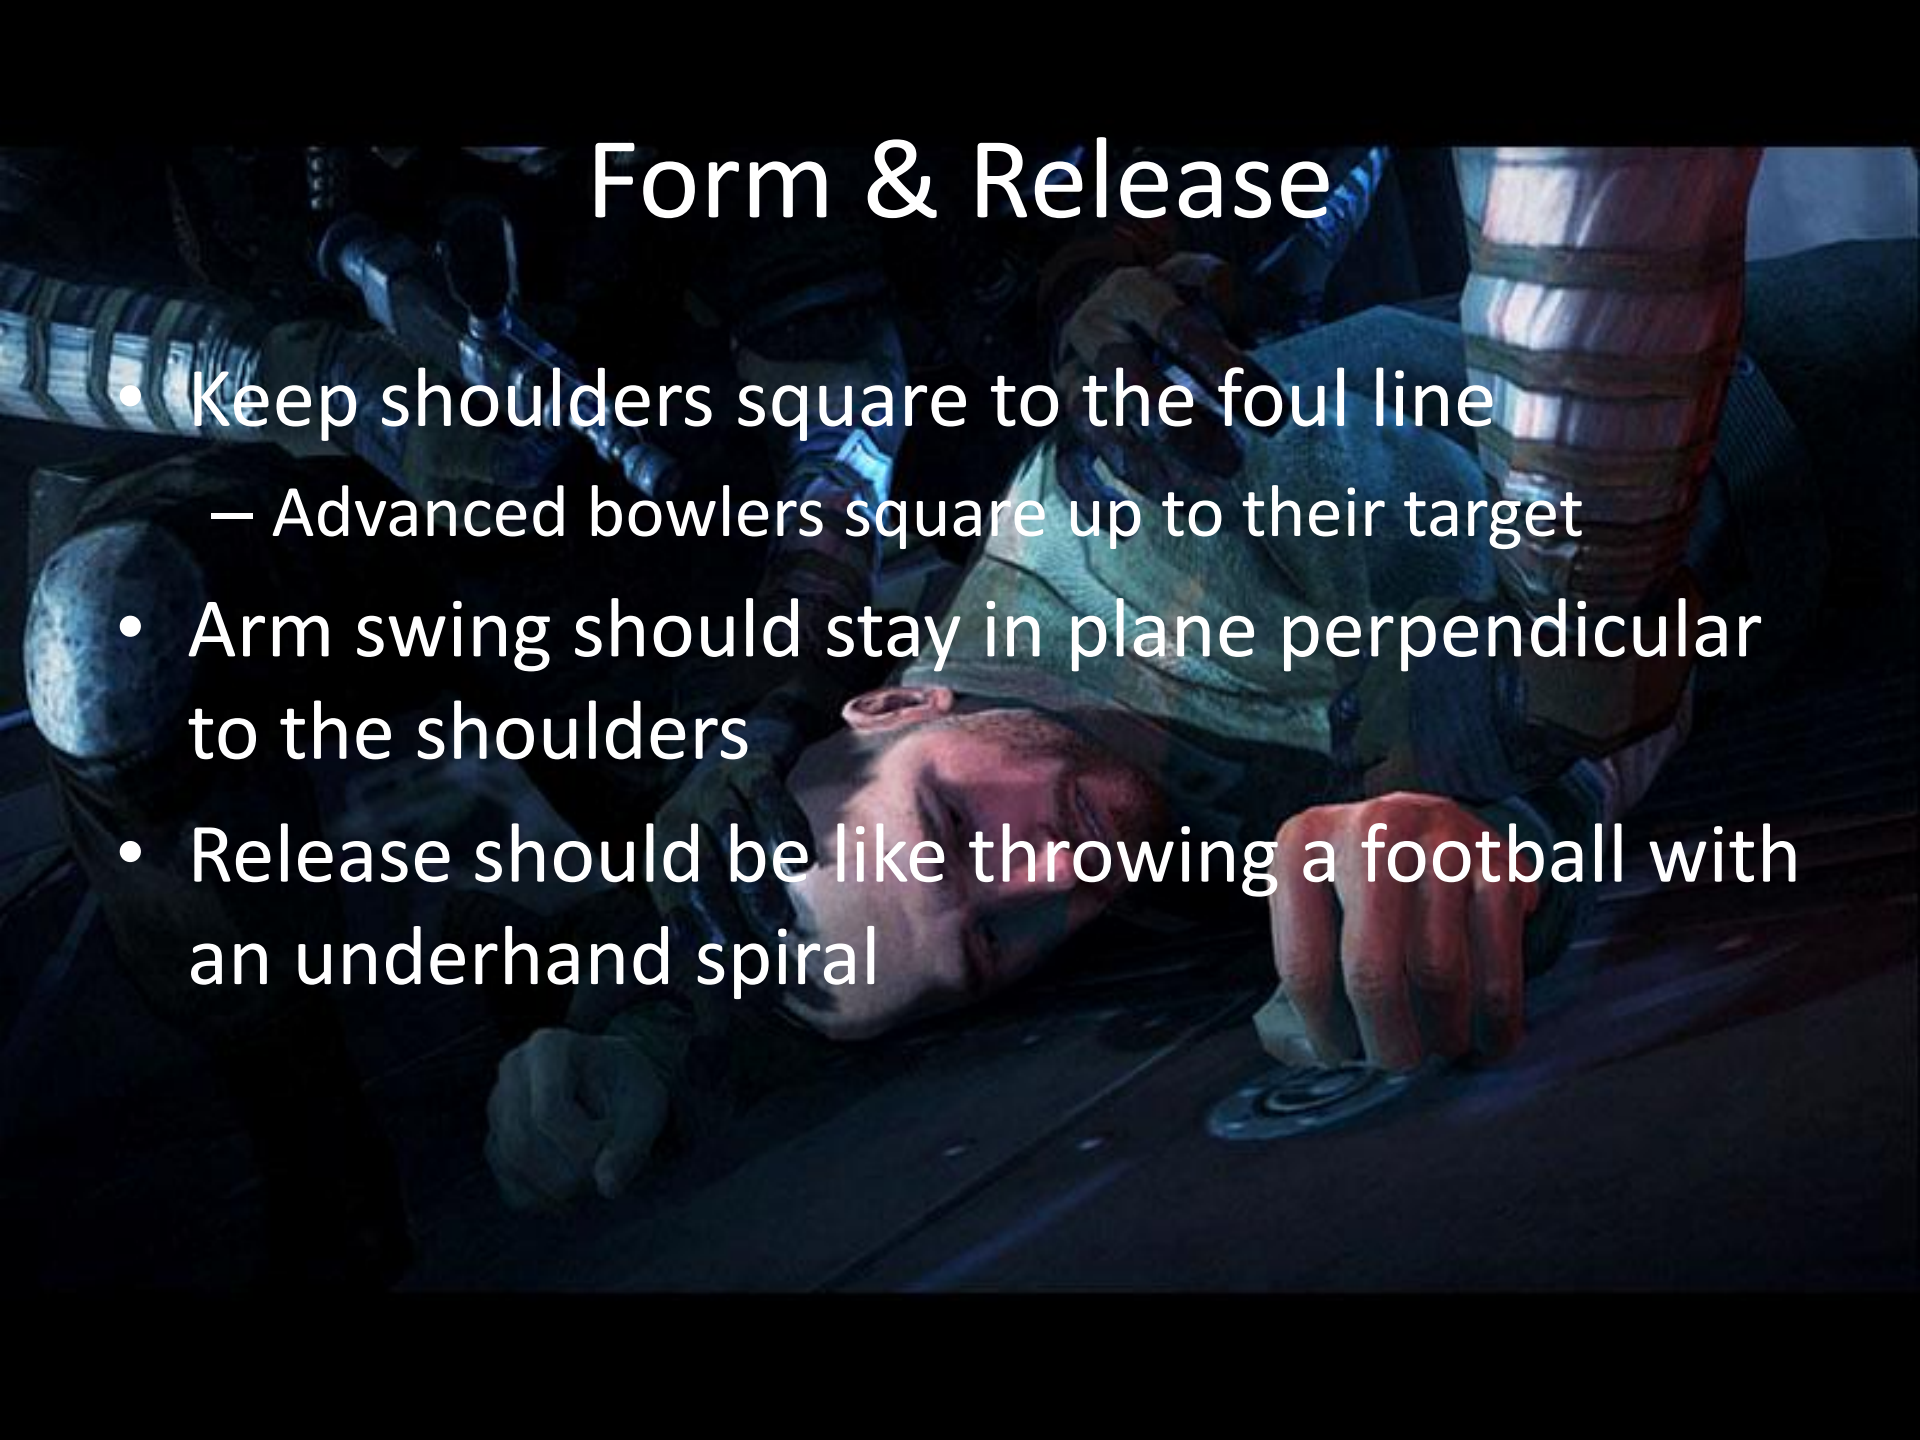 Form & Release
• Keep shoulders square to the foul line
– Advanced bowlers square up to their target
• Arm swing should stay in plane perpendicular
to the shoulders
• Release should be like throwing a football with
an underhand spiral